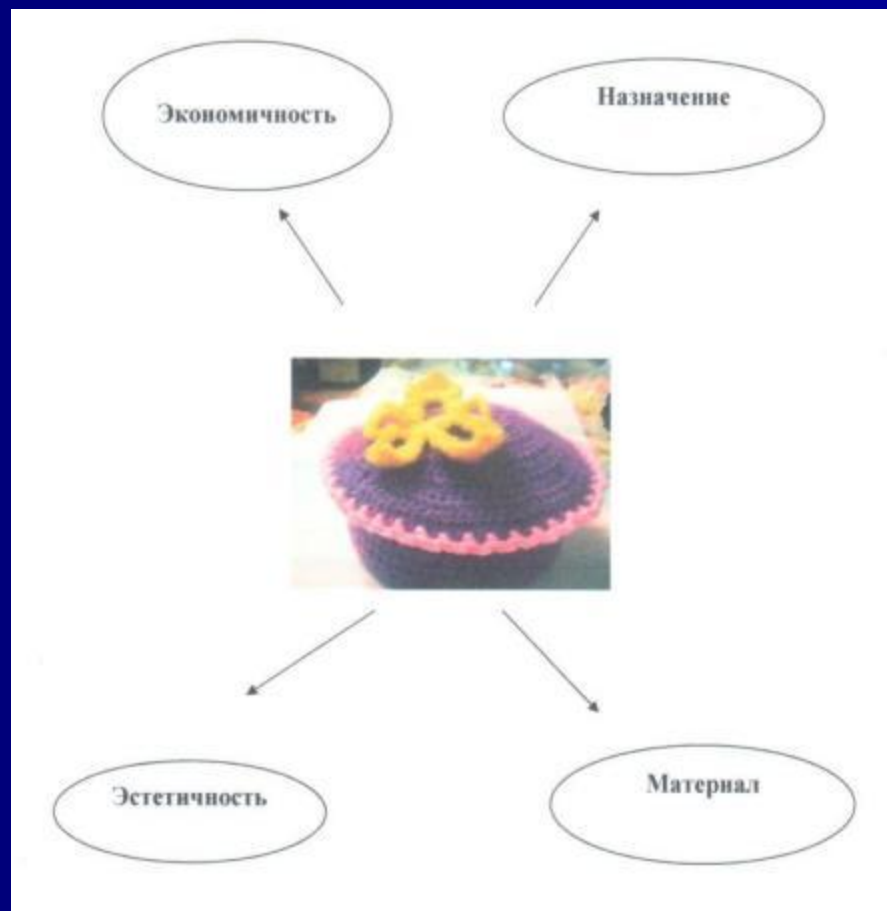 Экономичность
Назначение
Эстетичность
Материал